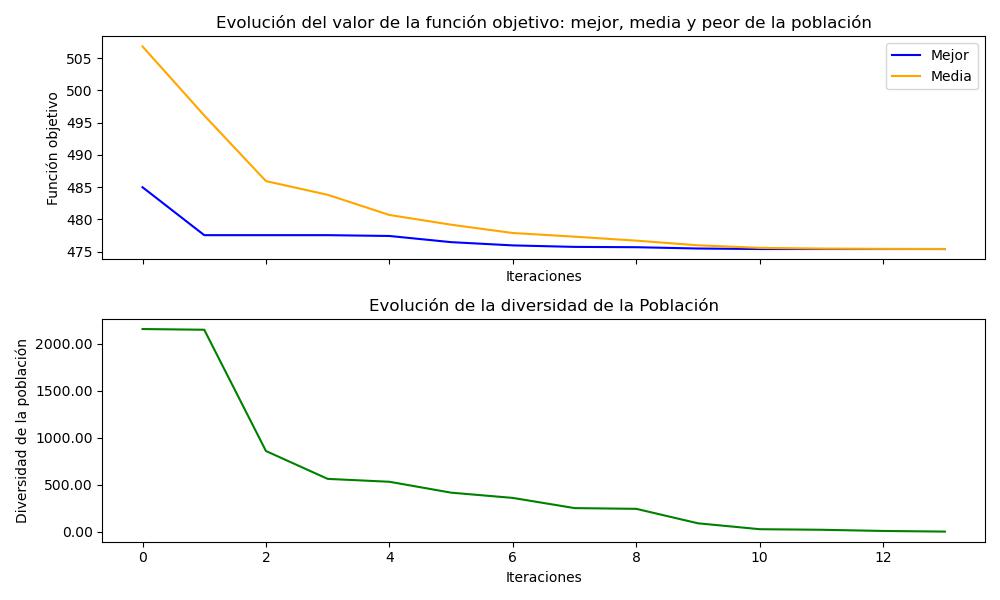 Evolución del valor de la función objetivo: mejor, media y peor de la población
Función objetivo
505
500
495
490
485
480
475
Mejor
Media
Iteraciones
Evolución de la diversidad de la Población
Diversidad de la población
2000.00
1500.00
1000.00
500.00
0.00
0 2 4 6 8 10 12
Iteraciones